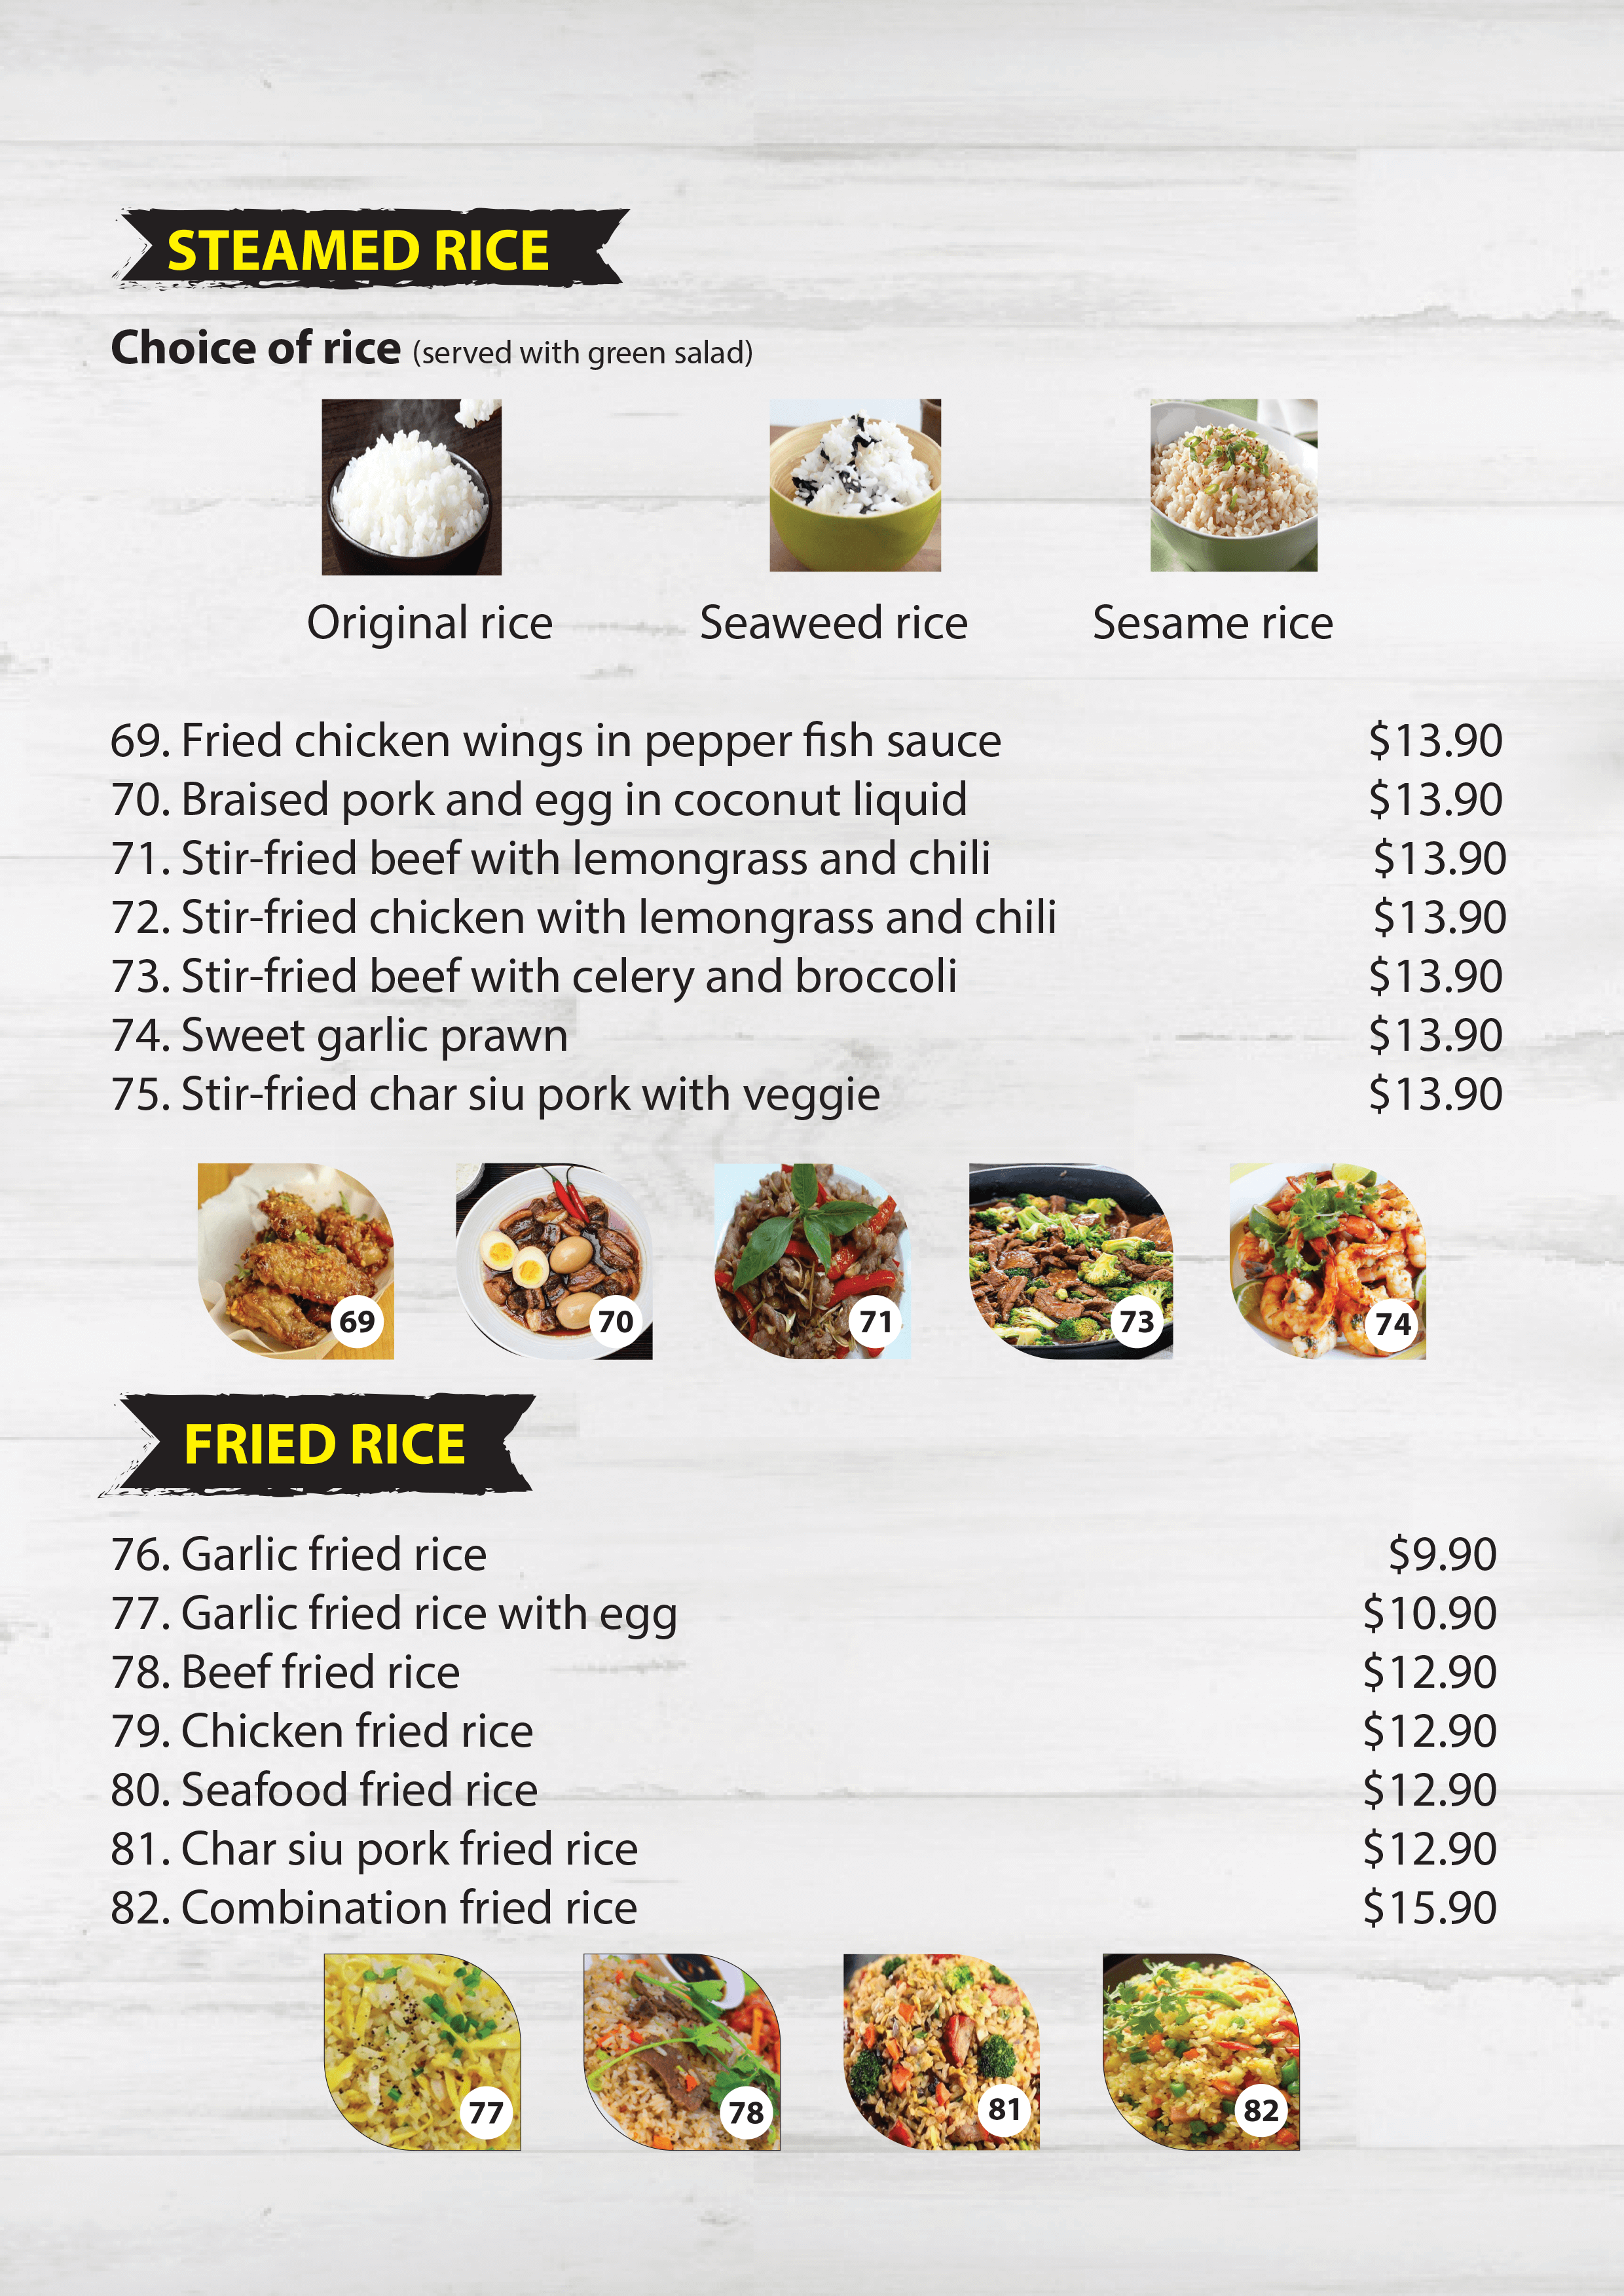 STEAMED RICE
Choice of rice (served with green salad)
Original rice
Seaweed rice
Sesame rice
69. Fried chicken wings in pepper fish sauce $13.90
70. Braised pork and egg in coconut liquid $13.90
71. Stir-fried beef with lemongrass and chili $13.90
72. Stir-fried chicken with lemongrass and chili $13.90
73. Stir-fried beef with celery and broccoli $13.90
74. Sweet garlic prawn $13.90
75. Stir-fried char siu pork with veggie $13.90
69
70
71
73
74
FRIED RICE
76. Garlic fried rice $9.90
77. Garlic fried rice with egg $10.90
78. Beef fried rice $12.90
79. Chicken fried rice $12.90
80. Seafood fried rice $12.90
81. Char siu pork fried rice $12.90
82. Combination fried rice $15.90
77
78
81
82